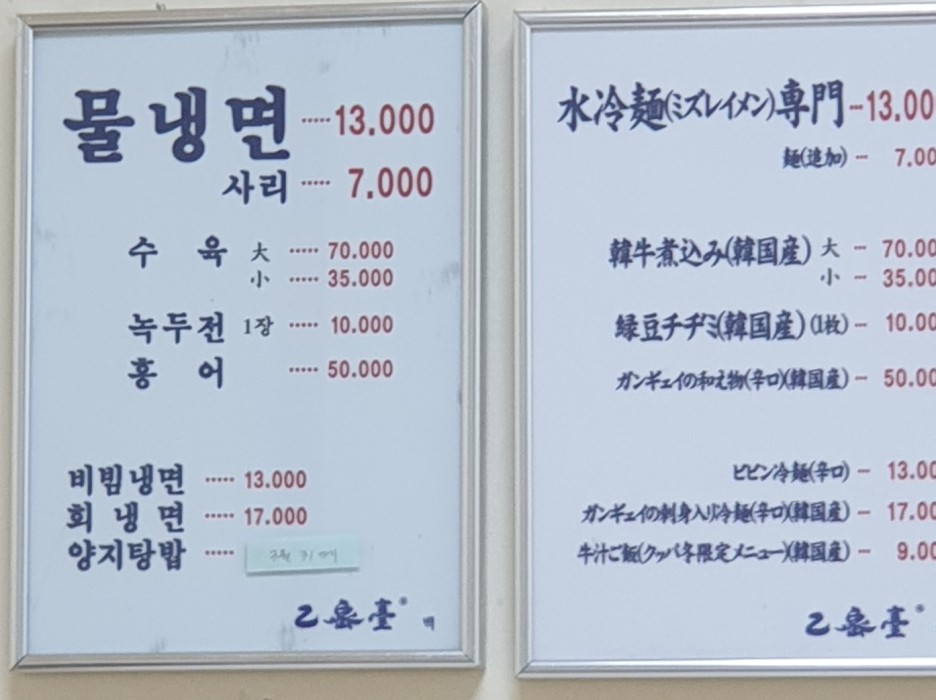 물냉면 ····· 13.000
사리 ····· 7.000
수 육 大 ····· 70.000
小 ····· 35.000
녹두전 1장 ····· 10.000
홍 어 ····· 50.000
비빔냉면 ····· 13.000
회 냉 면 ····· 17.000
양지탕밥 ·····
乙泉臺®
水冷麺(ミズレイメン)専門 - 13.00
麺(追加) - 7.00
韓牛煮込み(韓国産) 大 - 70.00
小 - 35.00
緑豆チヂミ(韓国産)(1枚) - 10.00
ガンギェイの和え物(辛口)(韓国産) - 50.00
ビビン冷麺(辛口) - 13.00
ガンギェイの刺身入り冷麺(辛口)(韓国産) - 17.00
牛汁ご飯(クッパ冬限定メニュー)(韓国産) - 9.00
乙泉臺®